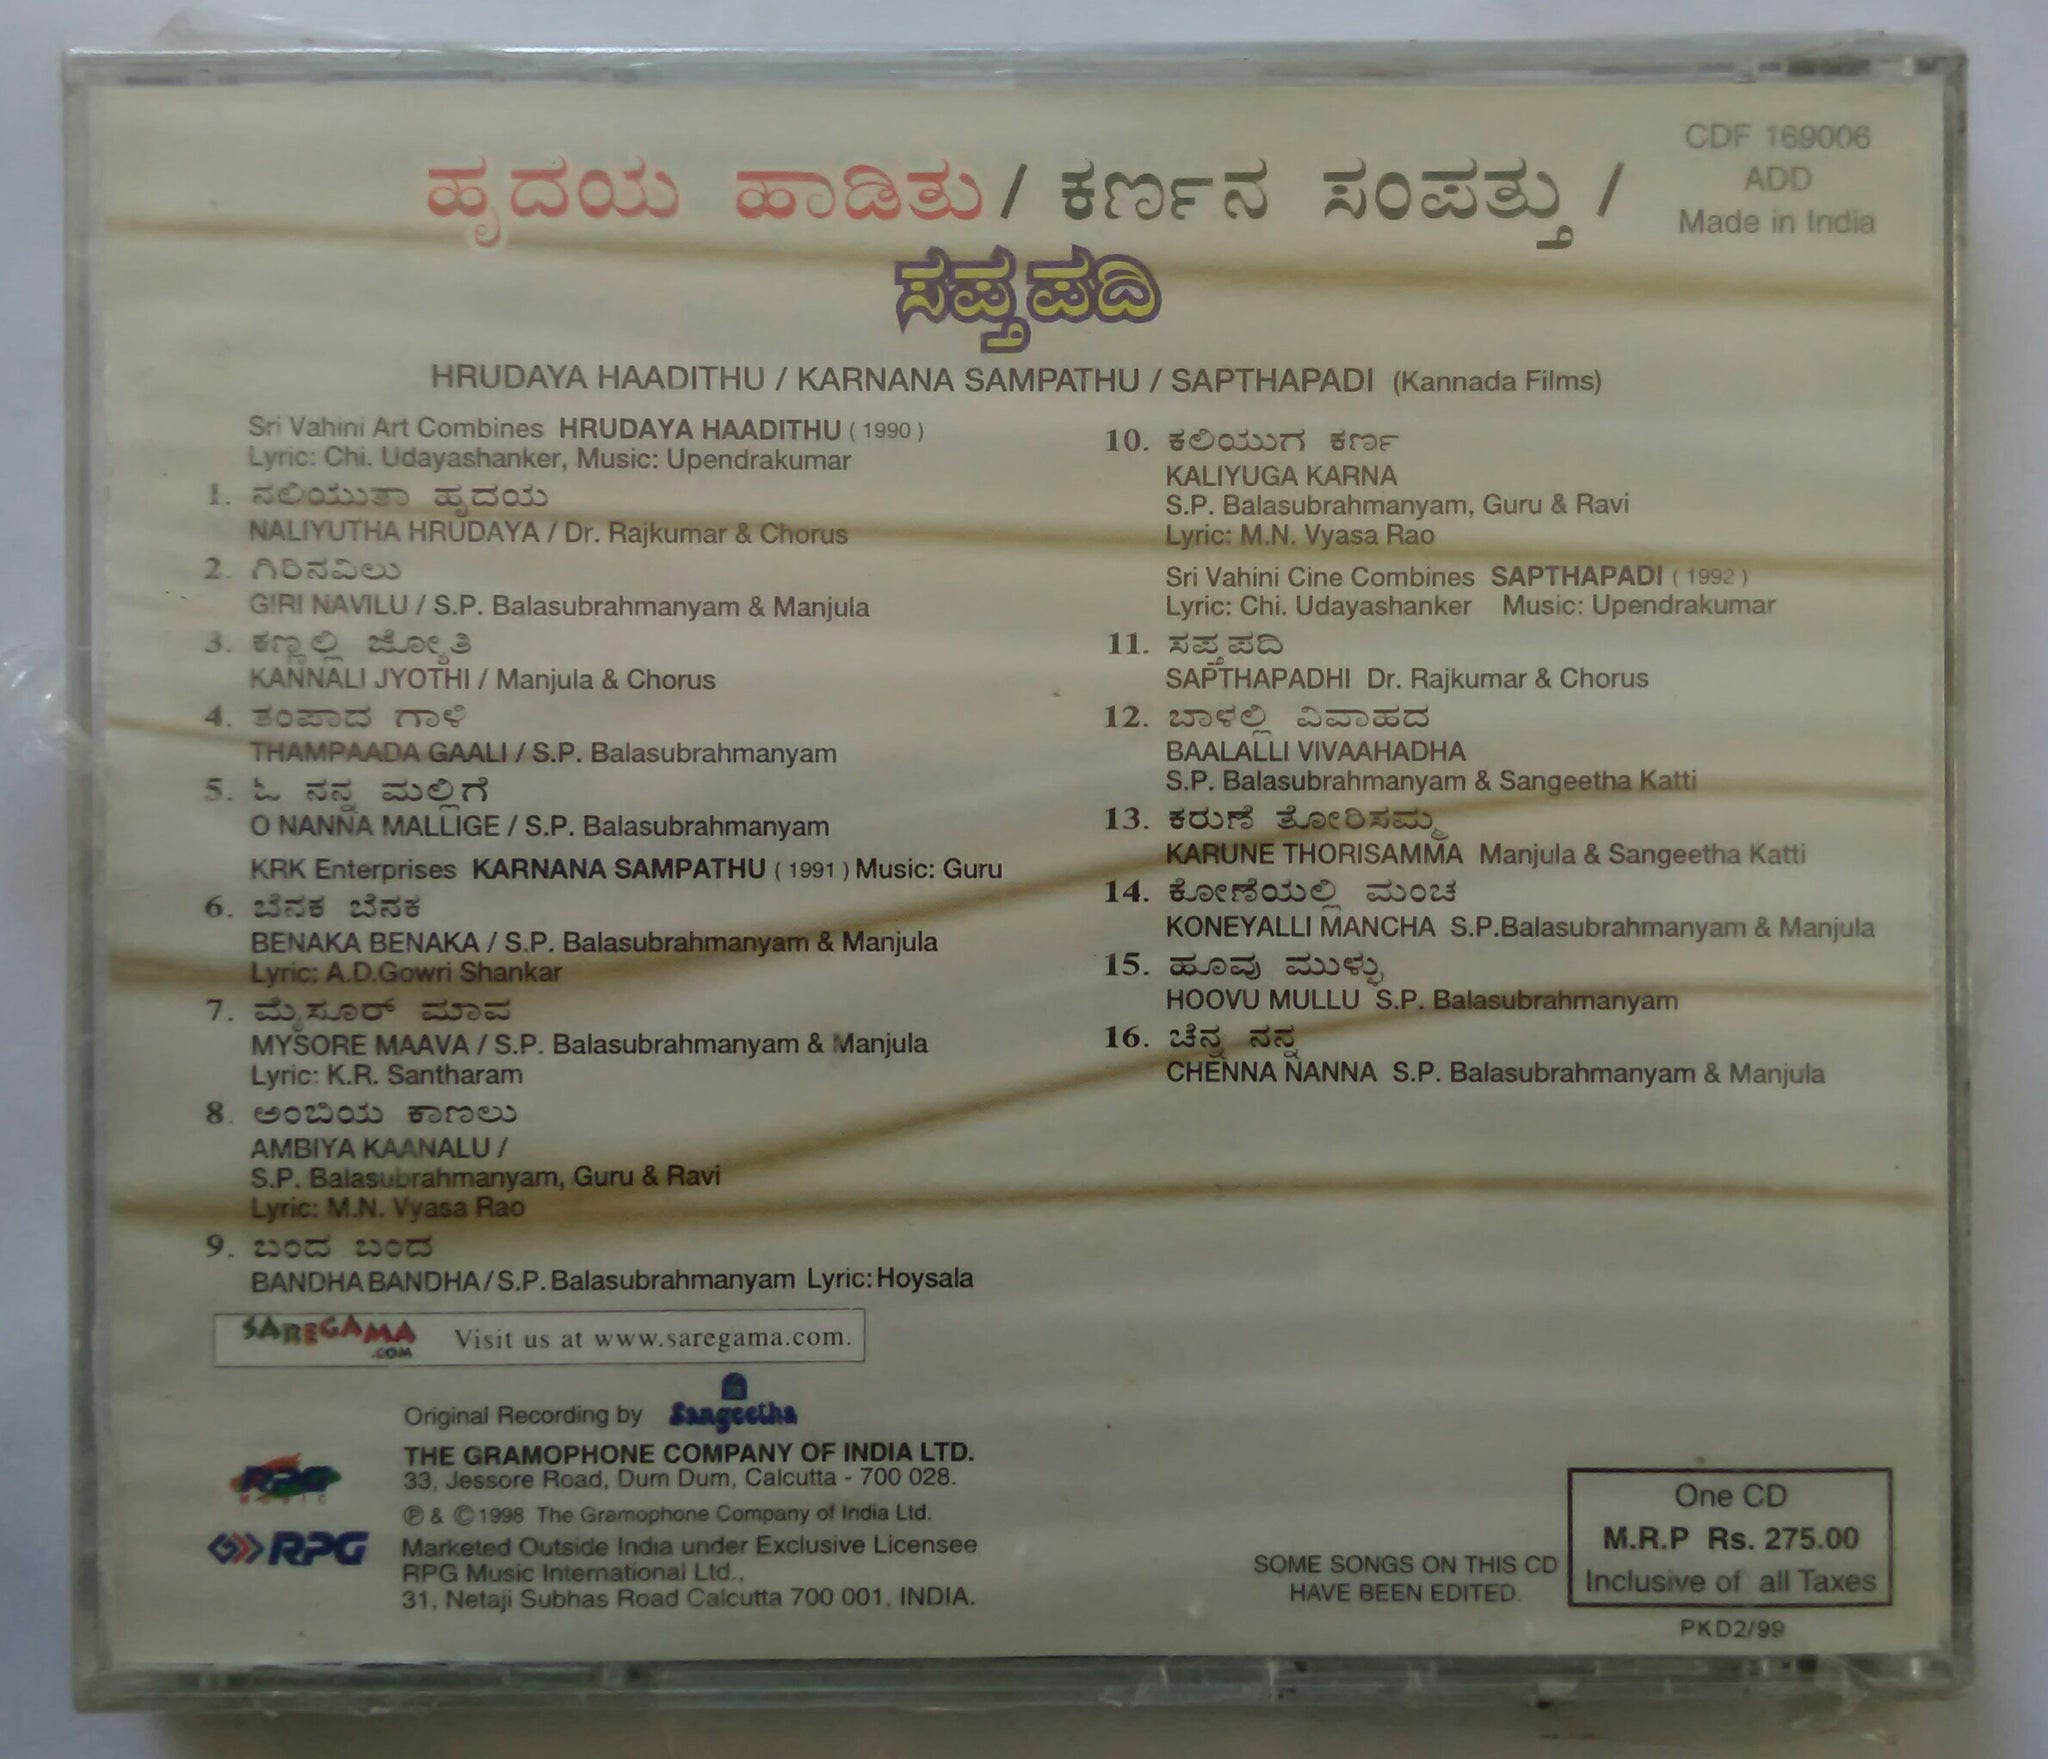 CDF 169006
ADD
Made in India
ಹೃದಯ ಹಾಡಿತು / ಕರ್ಣನ ಸಂಪತ್ತು /
ಸಪ್ತಪದಿ
HRUDAYA HAADITHU / KARNANA SAMPATHU / SAPTHAPADI (Kannada Films)
Sri Vahini Art Combines HRUDAYA HAADITHU ( 1990 )
Lyric: Chi. Udayashanker, Music: Upendrakumar
1. ನಲಿಯುತಾ ಹೃದಯ
NALIYUTHA HRUDAYA / Dr. Rajkumar & Chorus
2. ಗಿರಿನವಿಲು
GIRI NAVILU / S.P. Balasubrahmanyam & Manjula
3. ಕಣ್ಣಲ್ಲಿ ಜ್ಯೋತಿ
KANNALI JYOTHI / Manjula & Chorus
4. ತಂಪಾದ ಗಾಳಿ
THAMPAADA GAALI / S.P. Balasubrahmanyam
5. ಓ ನನ್ನ ಮಲ್ಲಿಗೆ
O NANNA MALLIGE / S.P. Balasubrahmanyam
KRK Enterprises KARNANA SAMPATHU ( 1991 ) Music: Guru
6. ಬೆನಕ ಬೆನಕ
BENAKA BENAKA / S.P. Balasubrahmanyam & Manjula
Lyric: A.D.Gowri Shankar
7. ಮೈಸೂರ್ ಮಾವ
MYSORE MAAVA / S.P. Balasubrahmanyam & Manjula
Lyric: K.R. Santharam
8. ಅಂಬಿಯ ಕಾಣಲು
AMBIYA KAANALU /
S.P. Balasubrahmanyam, Guru & Ravi
Lyric: M.N. Vyasa Rao
9. ಬಂದ ಬಂದ
BANDHA BANDHA / S.P. Balasubrahmanyam Lyric: Hoysala
10. ಕಲಿಯುಗ ಕರ್ಣ
KALIYUGA KARNA
S.P. Balasubrahmanyam, Guru & Ravi
Lyric: M.N. Vyasa Rao
Sri Vahini Cine Combines SAPTHAPADI ( 1992 )
Lyric: Chi. Udayashanker Music: Upendrakumar
11. ಸಪ್ತಪದಿ
SAPTHAPADHI Dr. Rajkumar & Chorus
12. ಬಾಳಲ್ಲಿ ವಿವಾಹದ
BAALALLI VIVAAHADHA
S.P. Balasubrahmanyam & Sangeetha Katti
13. ಕರುಣೆ ತೋರಿಸಮ್ಮ
KARUNE THORISAMMA Manjula & Sangeetha Katti
14. ಕೋಣೆಯಲ್ಲಿ ಮಂಚ
KONEYALLI MANCHA S.P.Balasubrahmanyam & Manjula
15. ಹೂವು ಮುಳ್ಳು
HOOVU MULLU S.P. Balasubrahmanyam
16. ಚೆನ್ನ ನನ್ನ
CHENNA NANNA S.P. Balasubrahmanyam & Manjula
SAREGAMA .COM Visit us at www.saregama.com.
Original Recording by Sangeetha
THE GRAMOPHONE COMPANY OF INDIA LTD.
33, Jessore Road, Dum Dum, Calcutta - 700 028.
℗ & © 1998 The Gramophone Company of India Ltd.
Marketed Outside India under Exclusive Licensee
RPG Music International Ltd.,
31, Netaji Subhas Road Calcutta 700 001, INDIA.
RPG
MUSIC
RPG
SOME SONGS ON THIS CD
HAVE BEEN EDITED.
One CD
M.R.P Rs. 275.00
Inclusive of all Taxes
PKD2/99